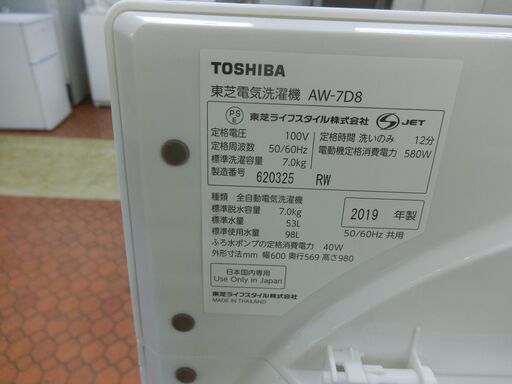 TOSHIBA
東芝電気洗濯機 AW-7D8
PS E 東芝ライフスタイル株式会社 S JET
定格電圧 100V 定格時間 洗いのみ 12分
定格周波数 50/60Hz 電動機定格消費電力 580W
標準洗濯容量 7.0kg
製造番号 620325 RW
種類 全自動電気洗濯機
標準脱水容量 7.0kg 2019 年製
標準水量 53L
標準使用水量 98L 50/60Hz 共用
ふろ水ポンプの定格消費電力 40W
外形寸法mm 幅600 奥行569 高さ980
日本国内専用
Use Only in Japan
東芝ライフスタイル株式会社
MADE IN THAILAND